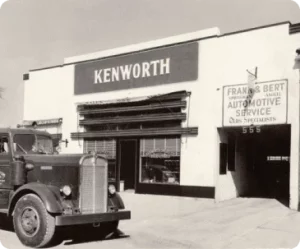 KENWORTH
FRANK & BERT
AUTOMOTIVE
SERVICE
555